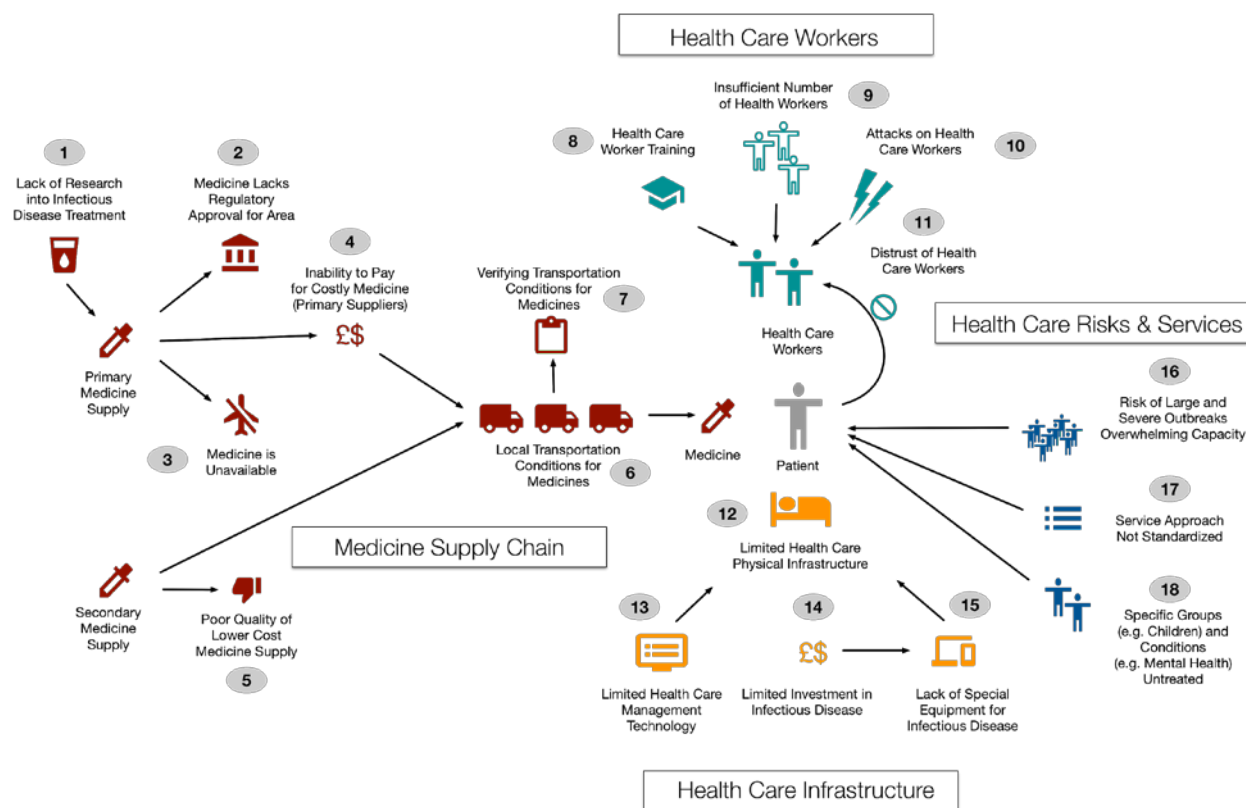 Health Care Workers
Insufficient Number
of Health Workers
9
8
Health Care
Worker Training
Attacks on Health
Care Workers
10
1
Lack of Research
into Infectious
Disease Treatment
2
Medicine Lacks
Regulatory
Approval for Area
11
Distrust of Health
Care Workers
4
Inability to Pay
for Costly Medicine
(Primary Suppliers)
£$
Verifying Transportation
Conditions for
Medicines
7
Health Care
Workers
Health Care Risks & Services
16
Risk of Large and
Severe Outbreaks
Overwhelming Capacity
Primary
Medicine
Supply
3
Medicine is
Unavailable
Local Transportation
Conditions for
Medicines
6
Medicine
Patient
17
Service Approach
Not Standardized
12
Limited Health Care
Physical Infrastructure
Medicine Supply Chain
Secondary
Medicine
Supply
Poor Quality of
Lower Cost
Medicine Supply
5
13
Limited Health Care
Management
Technology
14
£$
Limited Investment in
Infectious Disease
15
Lack of Special
Equipment for
Infectious Disease
18
Specific Groups
(e.g. Children) and
Conditions
(e.g. Mental Health)
Untreated
Health Care Infrastructure